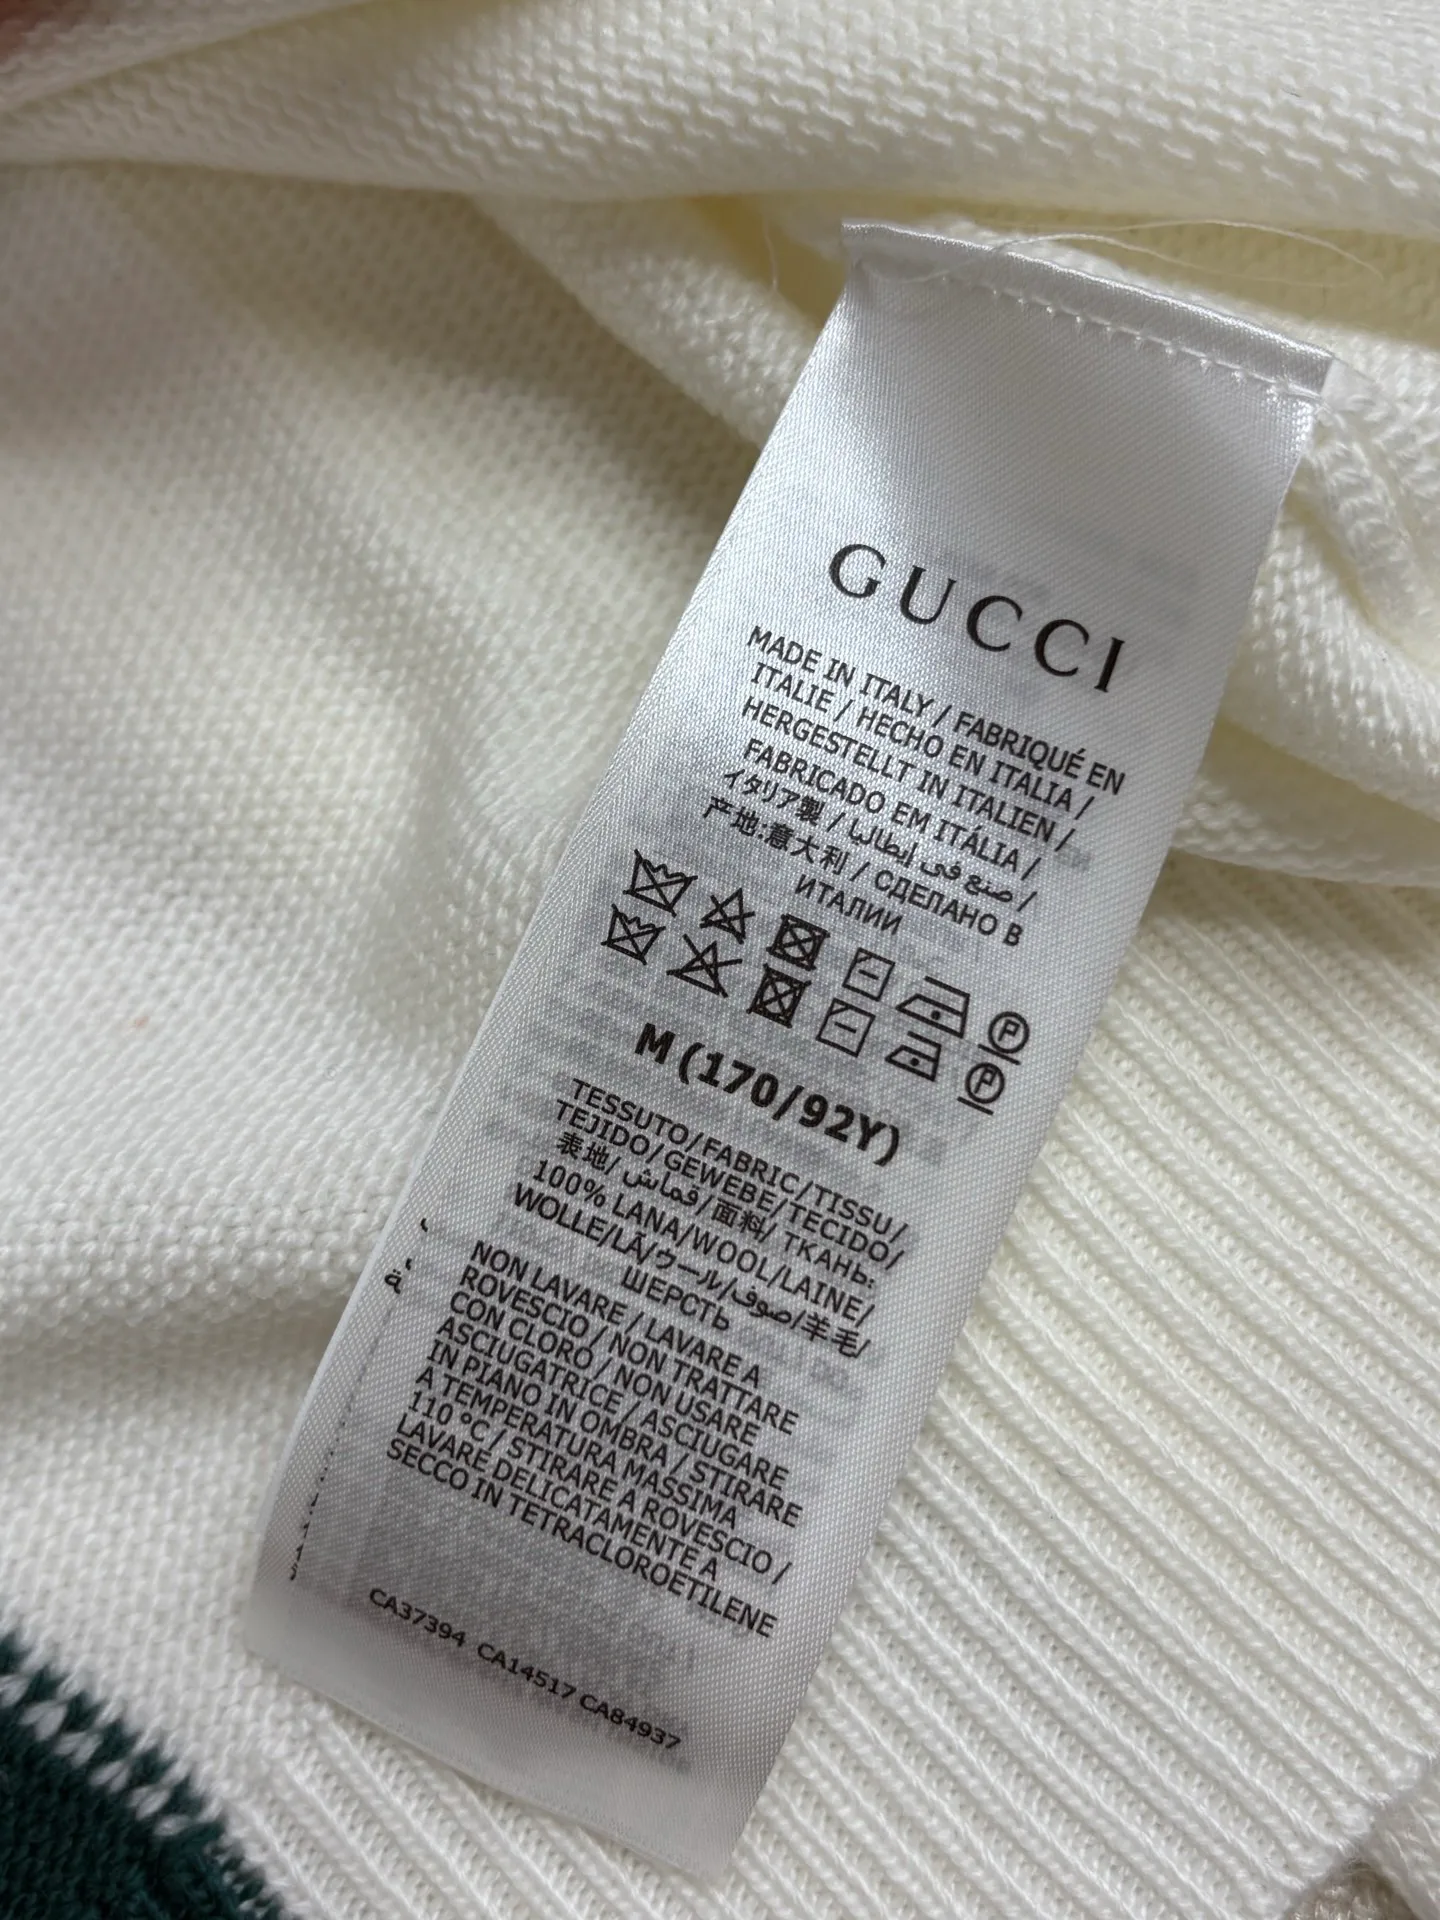 GUCCI
MADE IN ITALY / FABRIQUÉ EN
ITALIE / HECHO EN ITALIA /
HERGESTELLT IN ITALIEN /
FABRICADO EM ITÁLIA /
イタリア製 / صنع في إيطاليا /
产地:意大利 / СДЕЛАНО В
ИТАЛИИ
M (170/92Y)
TESSUTO/FABRIC/TISSU/
TEJIDO/GEWEBE/TECIDO/
表地/قماش/面料/ ТКАНЬ:
100% LANA/WOOL/LAINE/
WOLLE/LÃ/ウール/صوف/羊毛/
ШЕРСТЬ
NON LAVARE / LAVARE A
ROVESCIO / NON TRATTARE
CON CLORO / NON USARE
ASCIUGATRICE / ASCIUGARE
IN PIANO IN OMBRA / STIRARE
A TEMPERATURA MASSIMA
110 °C / STIRARE A ROVESCIO /
LAVARE DELICATAMENTE A
SECCO IN TETRACLOROETILENE
CA37394 CA14517 CA84937